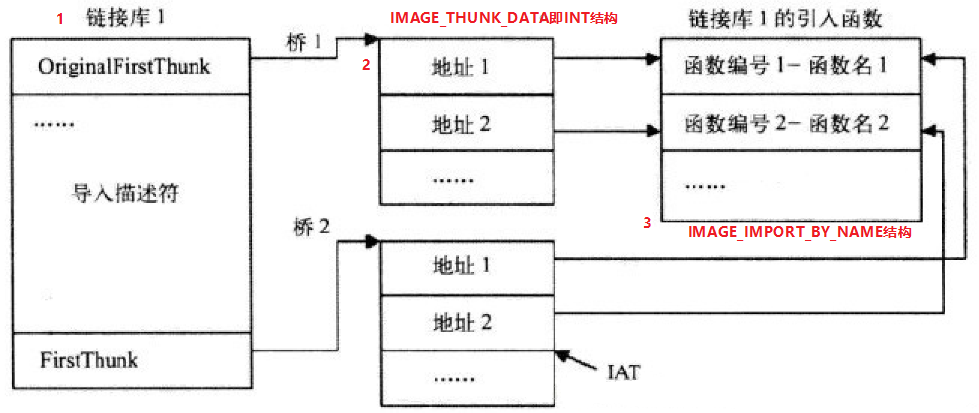 1
链接库 1
OriginalFirstThunk
……
导入描述符
FirstThunk
桥 1
IMAGE_THUNK_DATA即INT结构
2
地址 1
地址 2
……
桥 2
地址 1
地址 2
……
IAT
链接库 1 的引入函数
函数编号 1- 函数名 1
函数编号 2- 函数名 2
……
3
IMAGE_IMPORT_BY_NAME结构